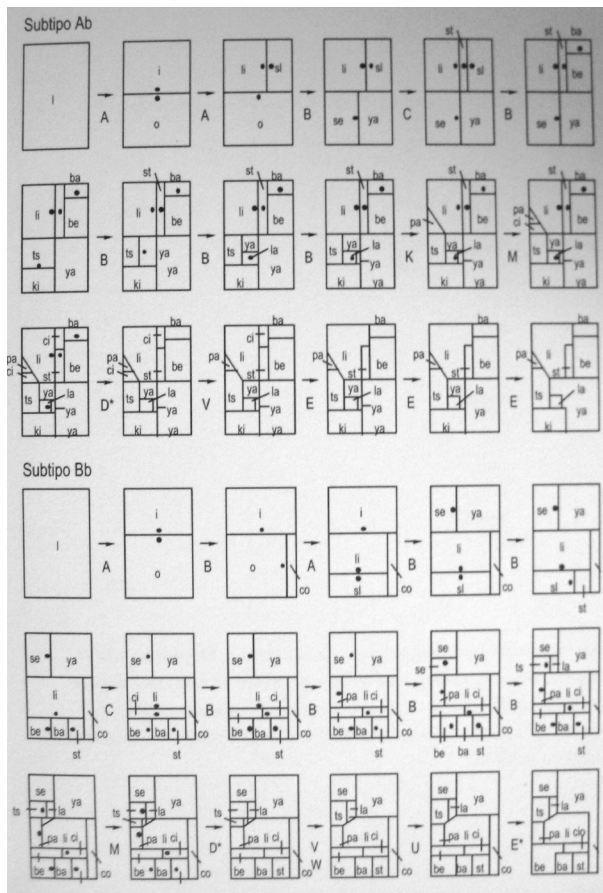 Subtipo Ab
st ba
l i li sl li sl li sl li be
A A B C B
o o se ya se ya se ya
ba st ba st ba st ba st ba st ba
li be li be li be li be pa li be pa ci li be
B B B K M
ts ya ts ya ts ya la ya ts ya la ya ts ya la ya ts ya la ya
ki ki ya ki ya ki ya ki ya ki ya
ba ba ba ba ba ba
ci ci ci
pa ci li be pa ci li be pa li be pa li be pa li be pa li be
st st st
D* V E E E
ts ya la ya ts ya la ya ts ya la ya ts ya la ya ts la ya ts la
ki ya ki ya ki ya ki ya ki ya ki
Subtipo Bb
i i i se ya se ya
l li li
A B A B B
o o li
co sl co sl co sl co
st
se ya se ya se ya se ya se ya se ya
se ts la
li ci li li ci pa li ci pa li ci pa li ci
C B B B B
be ba co be ba co be ba co be ba co be ba st co be ba co
st st st st st
se ya se ya se ya se ya se ya se ya
ts la ts la ts la ts la ts la ts la
pa li ci pa li ci pa li ci pa li ci pa li ci pa li cio
M D* V U E*
W
be ba co be ba co be ba st co be ba st co be ba st co be ba st
st st